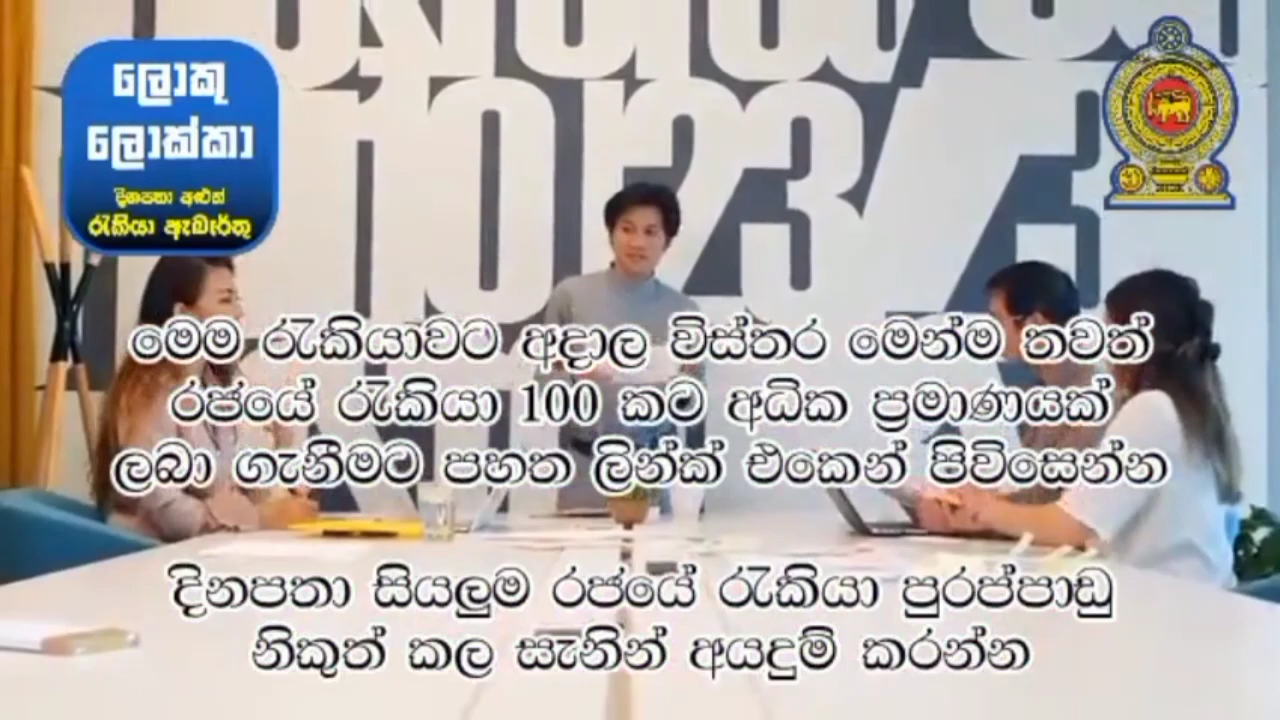 ලොකු
ලොක්කා
දිනපතා අළුත්
රැකියා ඇබෑර්තු
මෙම රැකියාවට අදාල විස්තර මෙන්ම තවත්
රජයේ රැකියා 100 කට අධික ප්‍රමාණයක්
ලබා ගැනීමට පහත ලින්ක් එකෙන් පිවිසෙන්න
දිනපතා සියලුම රජයේ රැකියා පුරප්පාඩු
නිකුත් කල සැනින් අයදුම් කරන්න